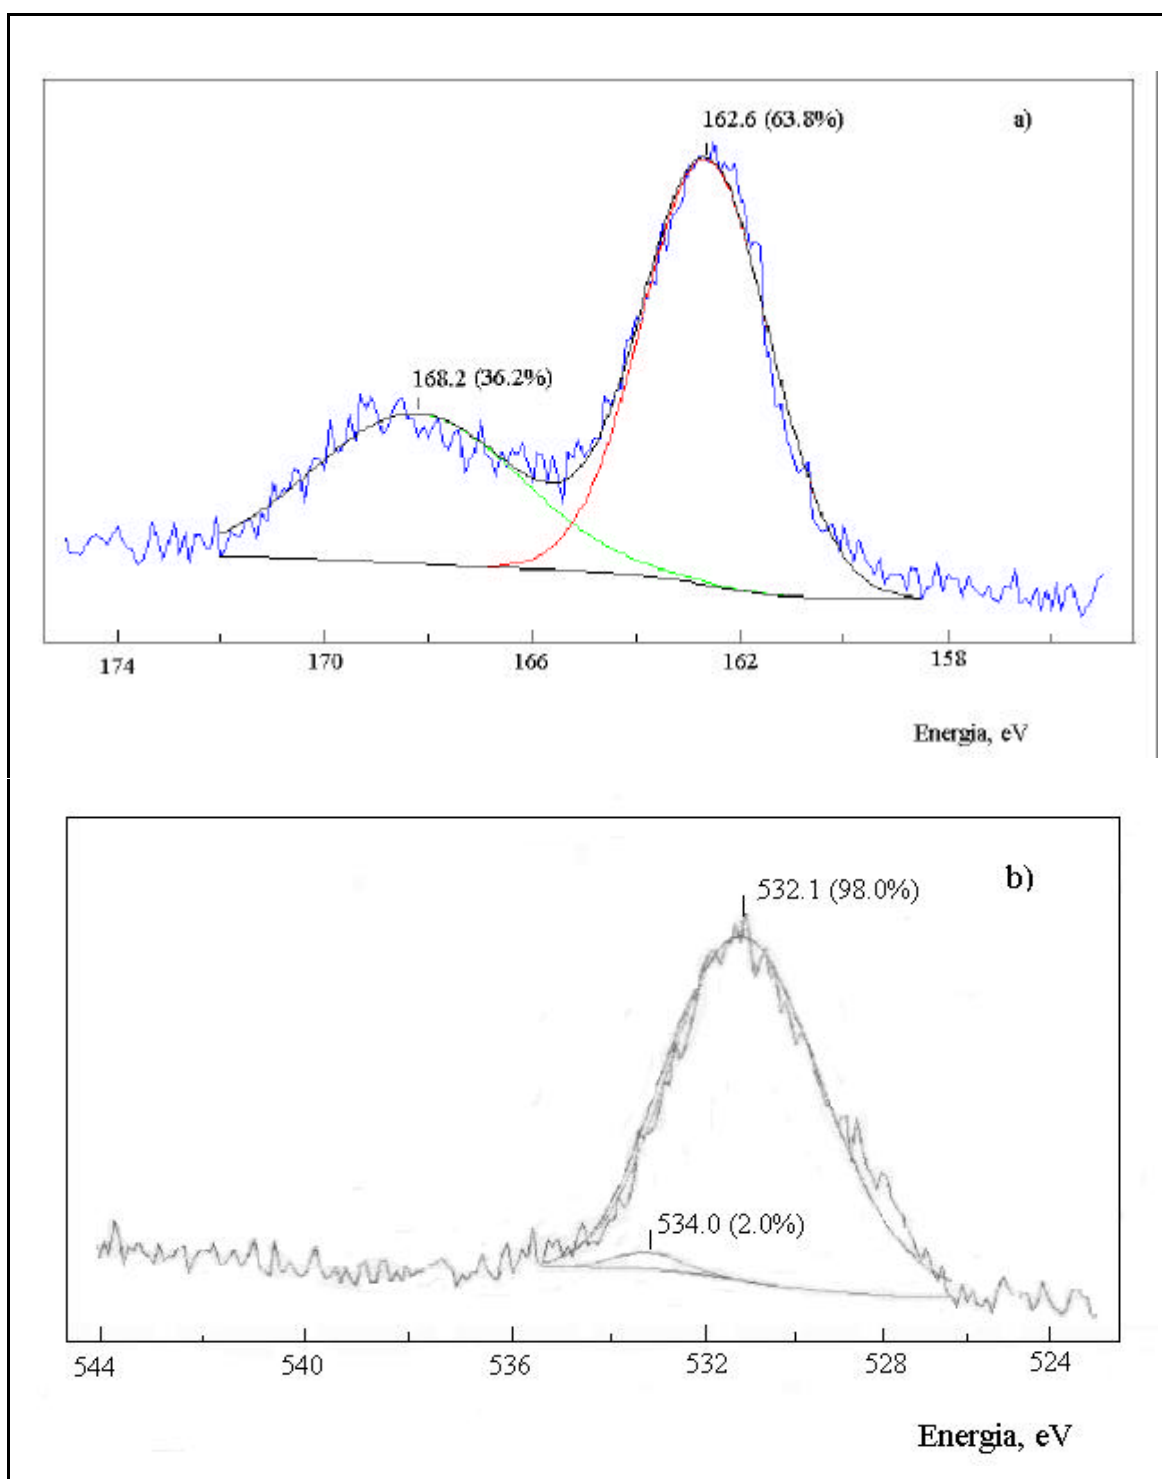 162.6 (63.8%)
a)
168.2 (36.2%)
174 170 166 162 158
Energia, eV
b)
532.1 (98.0%)
534.0 (2.0%)
544 540 536 532 528 524
Energia, eV